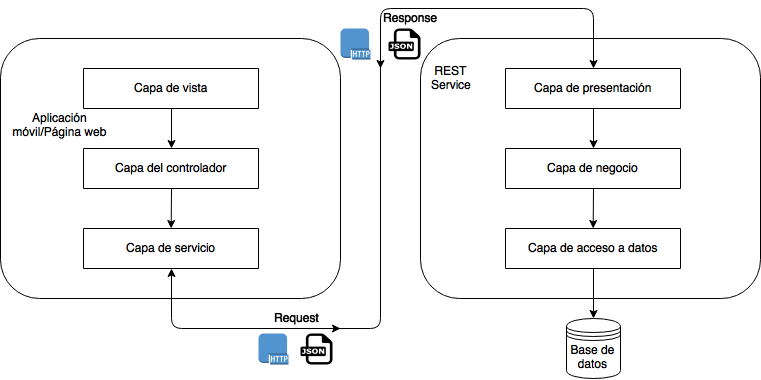 Response
HTTP
JSON
REST
Service
Capa de vista
Capa de presentación
Aplicación
móvil/Página web
Capa del controlador
Capa de negocio
Capa de servicio
Capa de acceso a datos
Request
HTTP
JSON
Base de
datos